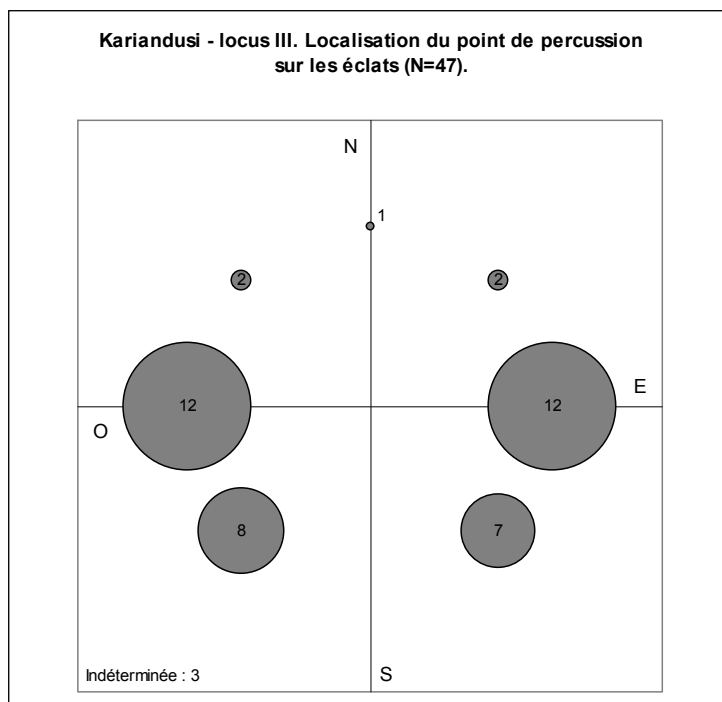 Kariandusi - locus III. Localisation du point de percussion
sur les éclats (N=47).
N
1
2
2
12
12
E
O
8
7
Indéterminée : 3
S